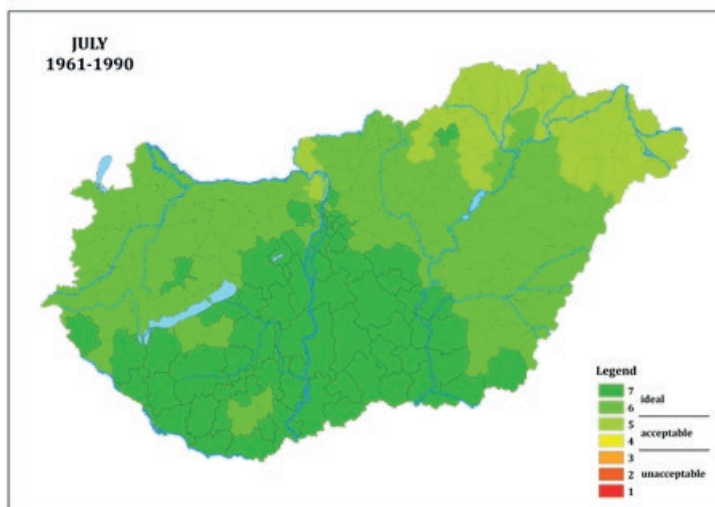 JULY
1961-1990
Legend
7
6 ideal
5
4 acceptable
3
2 unacceptable
1